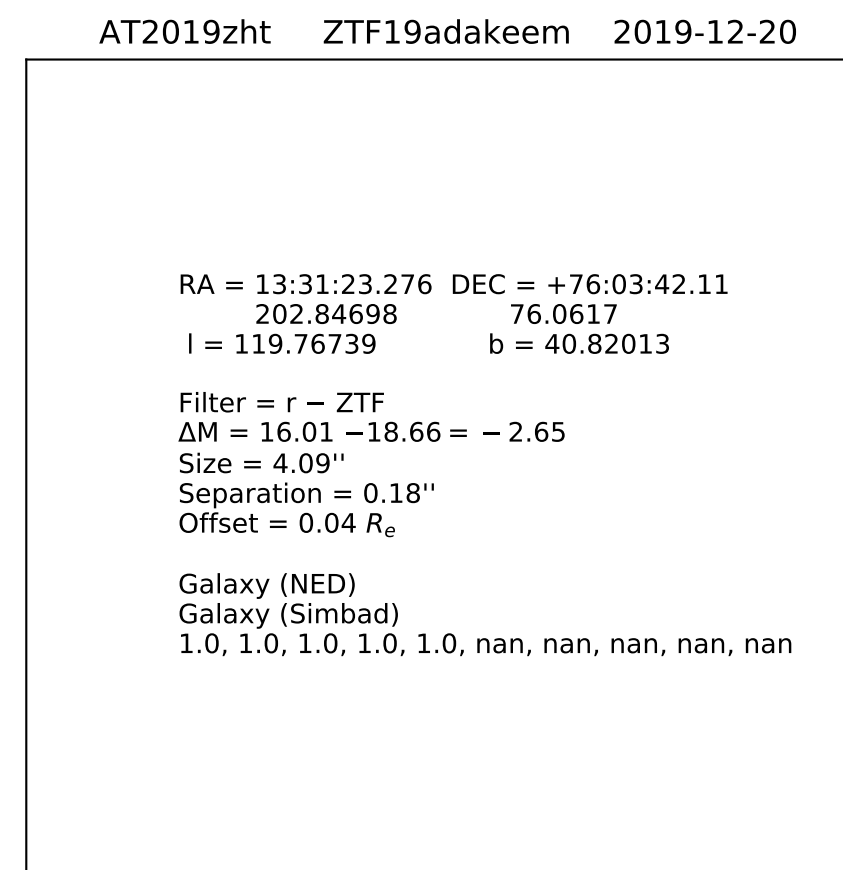 AT2019zht ZTF19adakeem 2019-12-20
RA = 13:31:23.276 DEC = +76:03:42.11
202.84698 76.0617
l = 119.76739 b = 40.82013
Filter = r − ZTF
ΔM = 16.01 −18.66 = −2.65
Size = 4.09''
Separation = 0.18''
Offset = 0.04 Re
Galaxy (NED)
Galaxy (Simbad)
1.0, 1.0, 1.0, 1.0, 1.0, nan, nan, nan, nan, nan